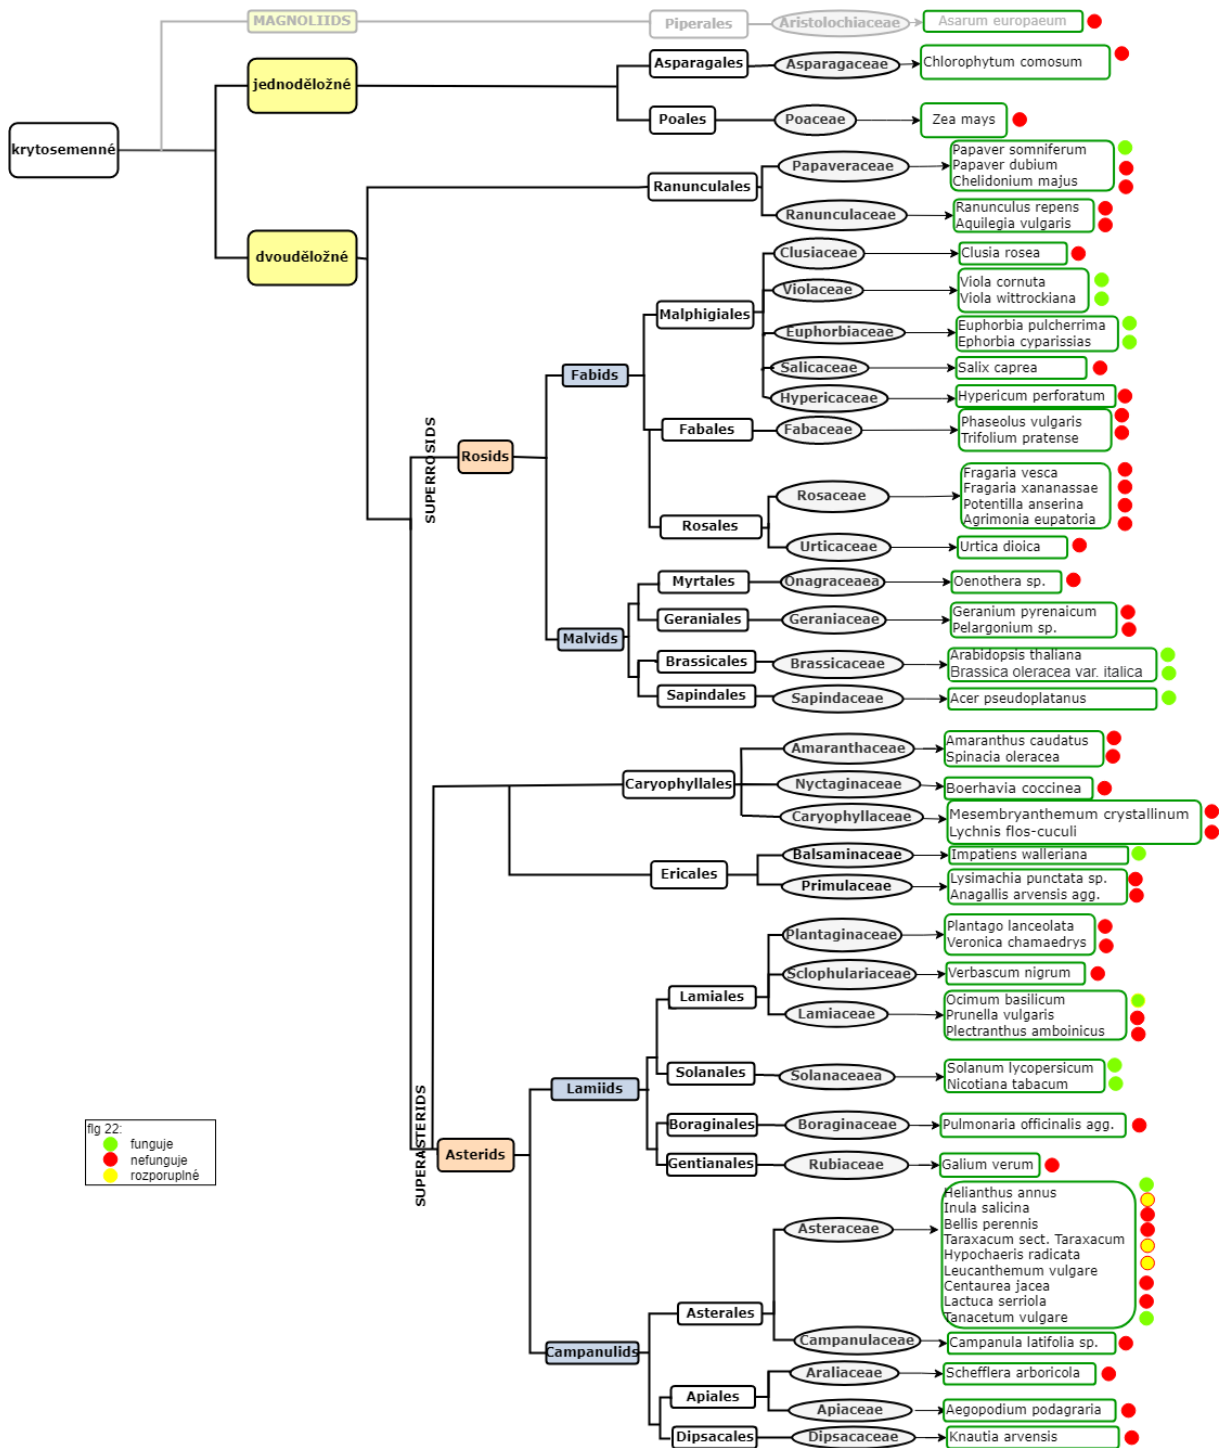 MAGNOLIIDS
Piperales
Aristolochiaceae
Asarum europaeum
krytosemenné
jednoděložné
Asparagales
Asparagaceae
Chlorophytum comosum
Poales
Poaceae
Zea mays
dvouděložné
Ranunculales
Papaveraceae
Papaver somniferum
Papaver dubium
Chelidonium majus
Ranunculaceae
Ranunculus repens
Aquilegia vulgaris
SUPERROSIDS
Rosids
Fabids
Malphigiales
Clusiaceae
Clusia rosea
Violaceae
Viola cornuta
Viola wittrockiana
Euphorbiaceae
Euphorbia pulcherrima
Ephorbia cyparissias
Salicaceae
Salix caprea
Hypericaceae
Hypericum perforatum
Fabales
Fabaceae
Phaseolus vulgaris
Trifolium pratense
Rosales
Rosaceae
Fragaria vesca
Fragaria xananassae
Potentilla anserina
Agrimonia eupatoria
Urticaceae
Urtica dioica
Malvids
Myrtales
Onagraceaea
Oenothera sp.
Geraniales
Geraniaceae
Geranium pyrenaicum
Pelargonium sp.
Brassicales
Brassicaceae
Arabidopsis thaliana
Brassica oleracea var. italica
Sapindales
Sapindaceae
Acer pseudoplatanus
SUPERASTERIDS
Caryophyllales
Amaranthaceae
Amaranthus caudatus
Spinacia oleracea
Nyctaginaceae
Boerhavia coccinea
Caryophyllaceae
Mesembryanthemum crystallinum
Lychnis flos-cuculi
Ericales
Balsaminaceae
Impatiens walleriana
Primulaceae
Lysimachia punctata sp.
Anagallis arvensis agg.
Asterids
Lamiids
Lamiales
Plantaginaceae
Plantago lanceolata
Veronica chamaedrys
Sclophulariaceae
Verbascum nigrum
Lamiaceae
Ocimum basilicum
Prunella vulgaris
Plectranthus amboinicus
Solanales
Solanaceaea
Solanum lycopersicum
Nicotiana tabacum
Boraginales
Boraginaceae
Pulmonaria officinalis agg.
Gentianales
Rubiaceae
Galium verum
Campanulids
Asterales
Asteraceae
Helianthus annus
Inula salicina
Bellis perennis
Taraxacum sect. Taraxacum
Hypochaeris radicata
Leucanthemum vulgare
Centaurea jacea
Lactuca serriola
Tanacetum vulgare
Campanulaceae
Campanula latifolia sp.
Apiales
Araliaceae
Schefflera arboricola
Apiaceae
Aegopodium podagraria
Dipsacales
Dipsacaceae
Knautia arvensis
flg 22:
funguje
nefunguje
rozporuplné